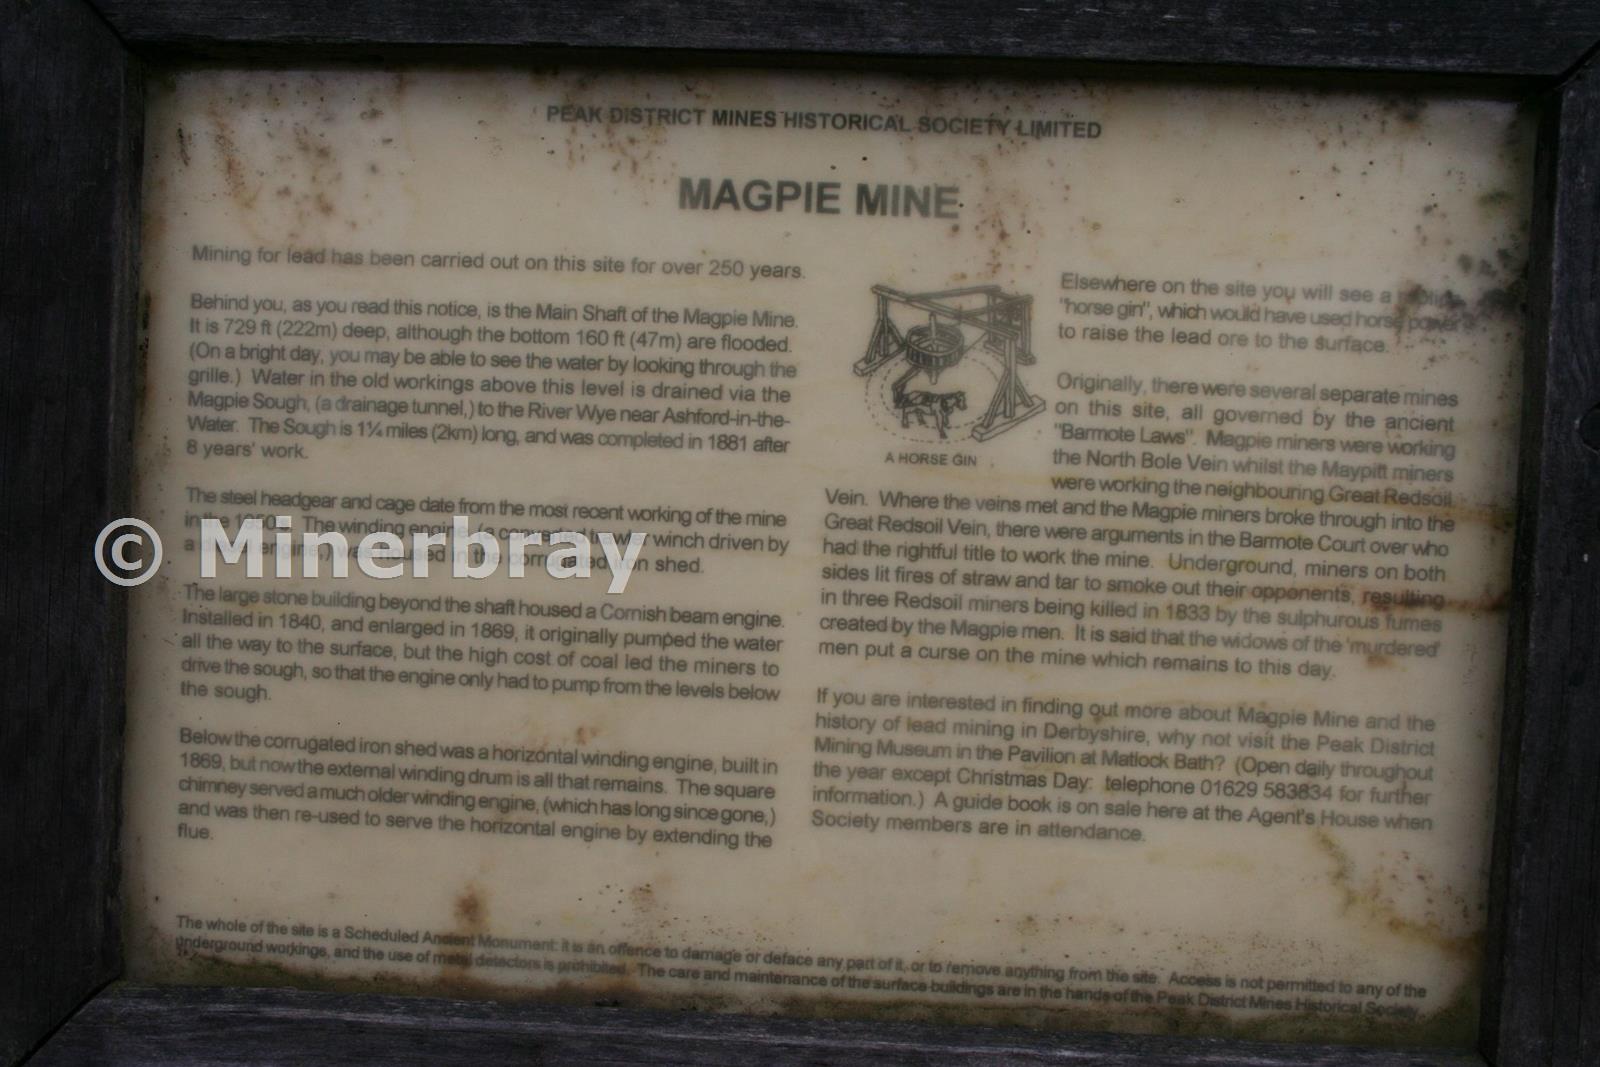 PEAK DISTRICT MINES HISTORICAL SOCIETY LIMITED
MAGPIE MINE
Mining for lead has been carried out on this site for over 250 years.
Behind you, as you read this notice, is the Main Shaft of the Magpie Mine.
It is 729 ft (222m) deep, although the bottom 160 ft (47m) are flooded.
(On a bright day, you may be able to see the water by looking through the
grille.) Water in the old workings above this level is drained via the
Magpie Sough, (a drainage tunnel,) to the River Wye near Ashford-in-the-
Water. The Sough is 1¼ miles (2km) long, and was completed in 1881 after
8 years' work.
The steel headgear and cage date from the most recent working of the mine
in the 1950's. The winding engine, (a converted trawler winch driven by
a engine,) was housed in the corrugated iron shed.
The large stone building beyond the shaft housed a Cornish beam engine.
Installed in 1840, and enlarged in 1869, it originally pumped the water
all the way to the surface, but the high cost of coal led the miners to
drive the sough, so that the engine only had to pump from the levels below
the sough.
Below the corrugated iron shed was a horizontal winding engine, built in
1869, but now the external winding drum is all that remains. The square
chimney served a much older winding engine, (which has long since gone,)
and was then re-used to serve the horizontal engine by extending the
flue.
A HORSE GIN
Elsewhere on the site you will see a
"horse gin", which would have used horse power
to raise the lead ore to the surface.
Originally, there were several separate mines
on this site, all governed by the ancient
"Barmote Laws". Magpie miners were working
the North Bole Vein whilst the Maypitt miners
were working the neighbouring Great Redsoil
Vein. Where the veins met and the Magpie miners broke through into the
Great Redsoil Vein, there were arguments in the Barmote Court over who
had the rightful title to work the mine. Underground, miners on both
sides lit fires of straw and tar to smoke out their opponents, resulting
in three Redsoil miners being killed in 1833 by the sulphurous fumes
created by the Magpie men. It is said that the widows of the 'murdered'
men put a curse on the mine which remains to this day.
If you are interested in finding out more about Magpie Mine and the
history of lead mining in Derbyshire, why not visit the Peak District
Mining Museum in the Pavilion at Matlock Bath? (Open daily throughout
the year except Christmas Day: telephone 01629 583834 for further
information.) A guide book is on sale here at the Agent's House when
Society members are in attendance.
The whole of the site is a Scheduled Ancient Monument: it is an offence to damage or deface any part of it, or to remove anything from the site. Access is not permitted to any of the
underground workings, and the use of metal detectors is prohibited. The care and maintenance of the surface buildings are in the hands of the Peak District Mines Historical Society.
© Minerbray